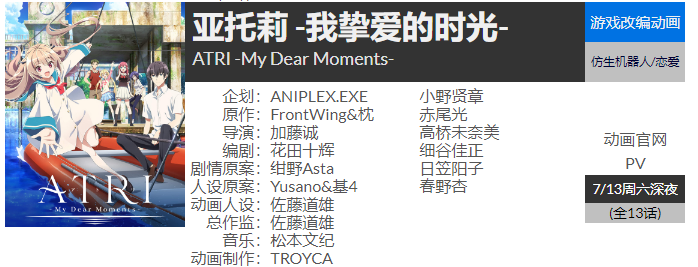 亚托莉 -我挚爱的时光-
ATRI -My Dear Moments-
企划：ANIPLEX.EXE
原作：FrontWing&枕
导演：加藤诚
编剧：花田十辉
剧情原案：绀野Asta
人设原案：Yusano&基4
动画人设：佐藤道雄
总作监：佐藤道雄
音乐：松本文纪
动画制作：TROYCA
小野贤章
赤尾光
高桥未奈美
细谷佳正
日笠阳子
春野杏
游戏改编动画
仿生机器人/恋爱
动画官网
PV
7/13周六深夜
(全13话)
ATRI
-My Dear Moments-